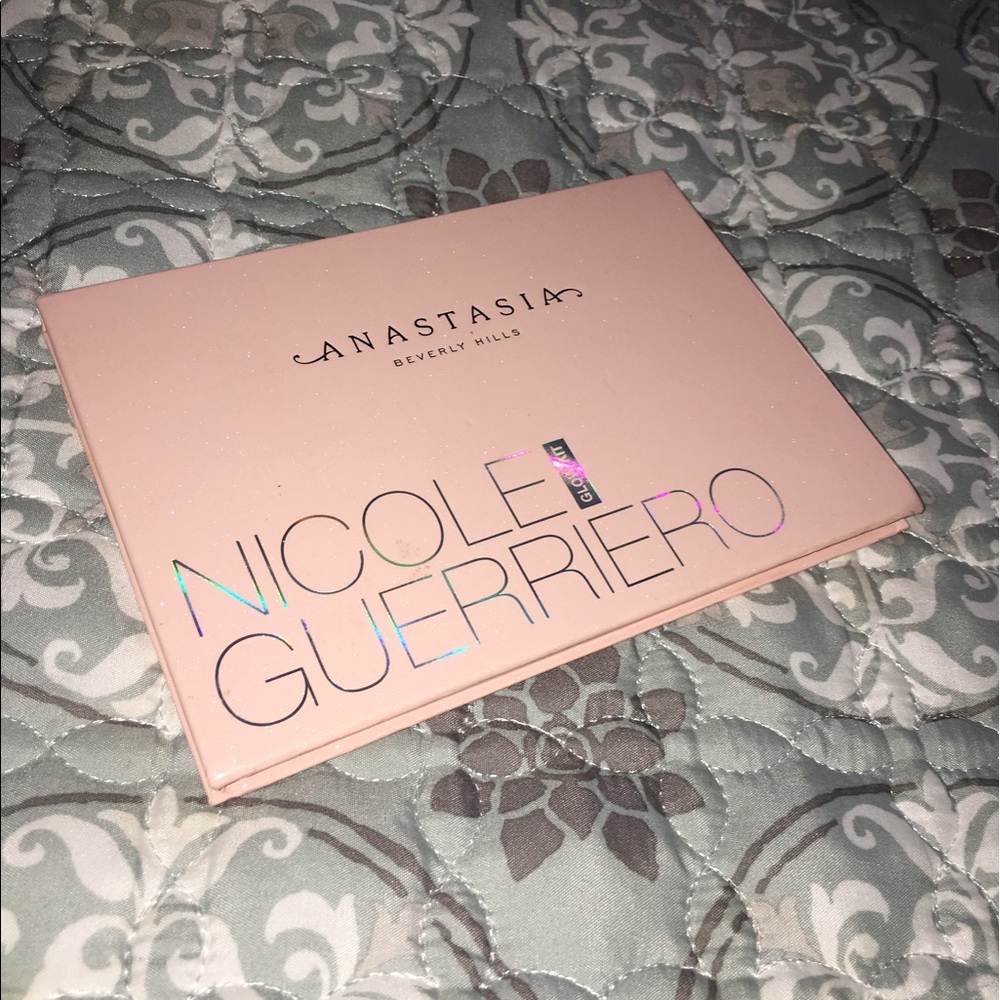 ANASTASIA
BEVERLY HILLS
NICOLE
GLOW KIT
GUERRIERO